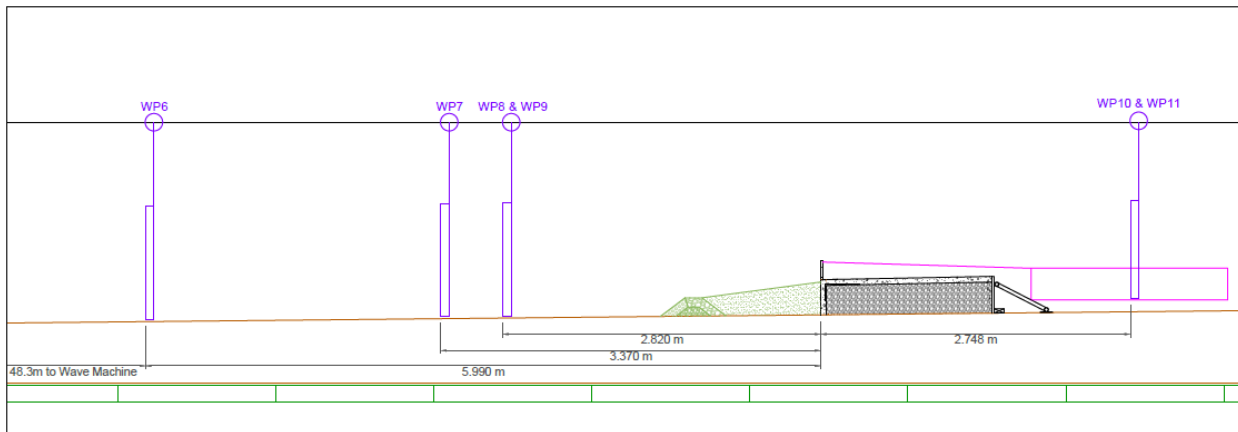 WP6
WP7
WP8 & WP9
WP10 & WP11
2.820 m
2.748 m
3.370 m
48.3m to Wave Machine
5.990 m